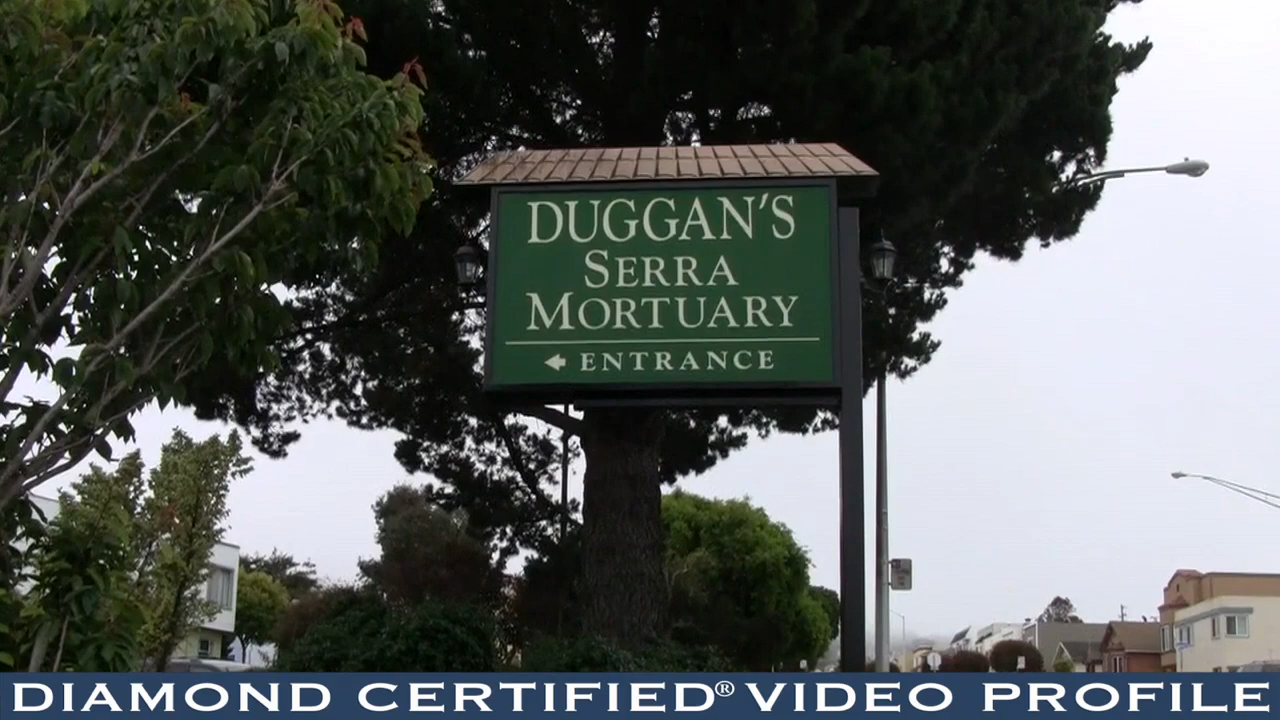 DUGGAN'S
SERRA
MORTUARY
ENTRANCE
DIAMOND CERTIFIED® VIDEO PROFILE